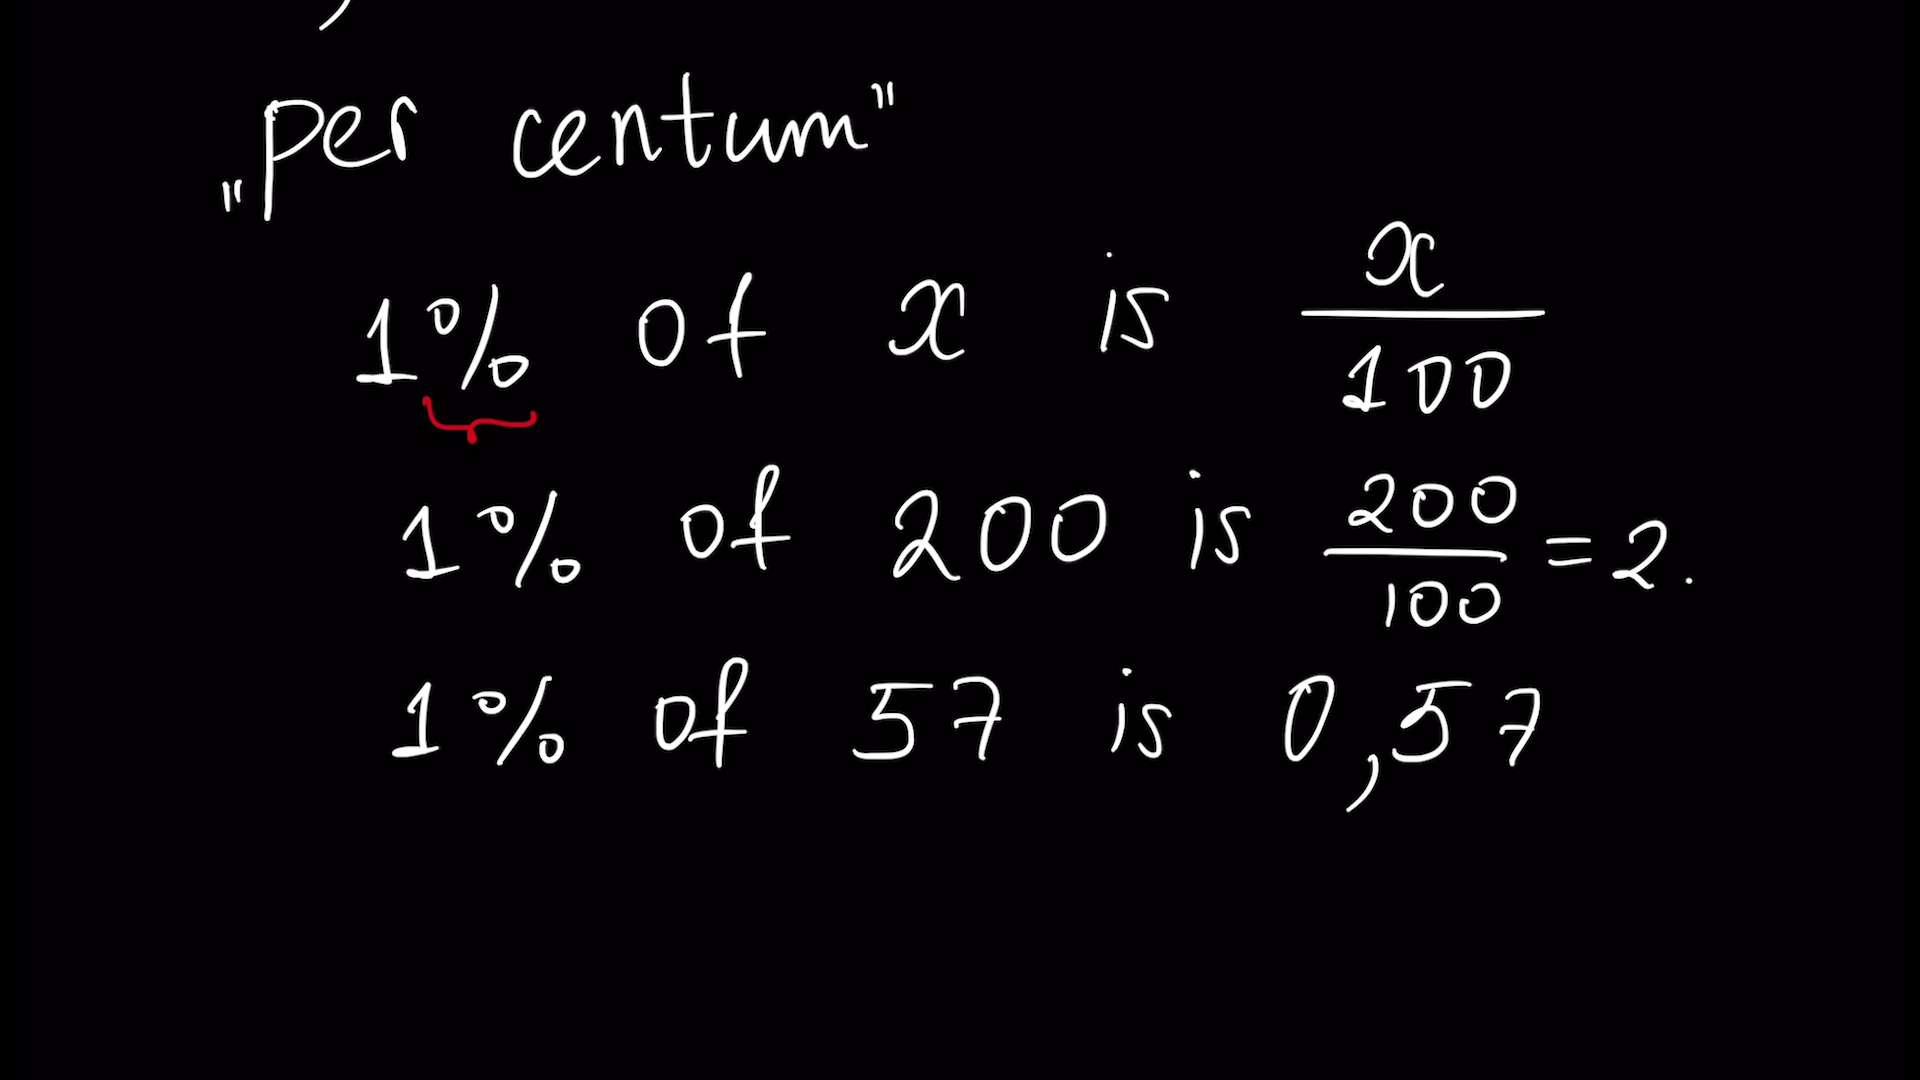 „per centum"
1% of x is x/100
1% of 200 is 200/100 = 2.
1% of 57 is 0,57